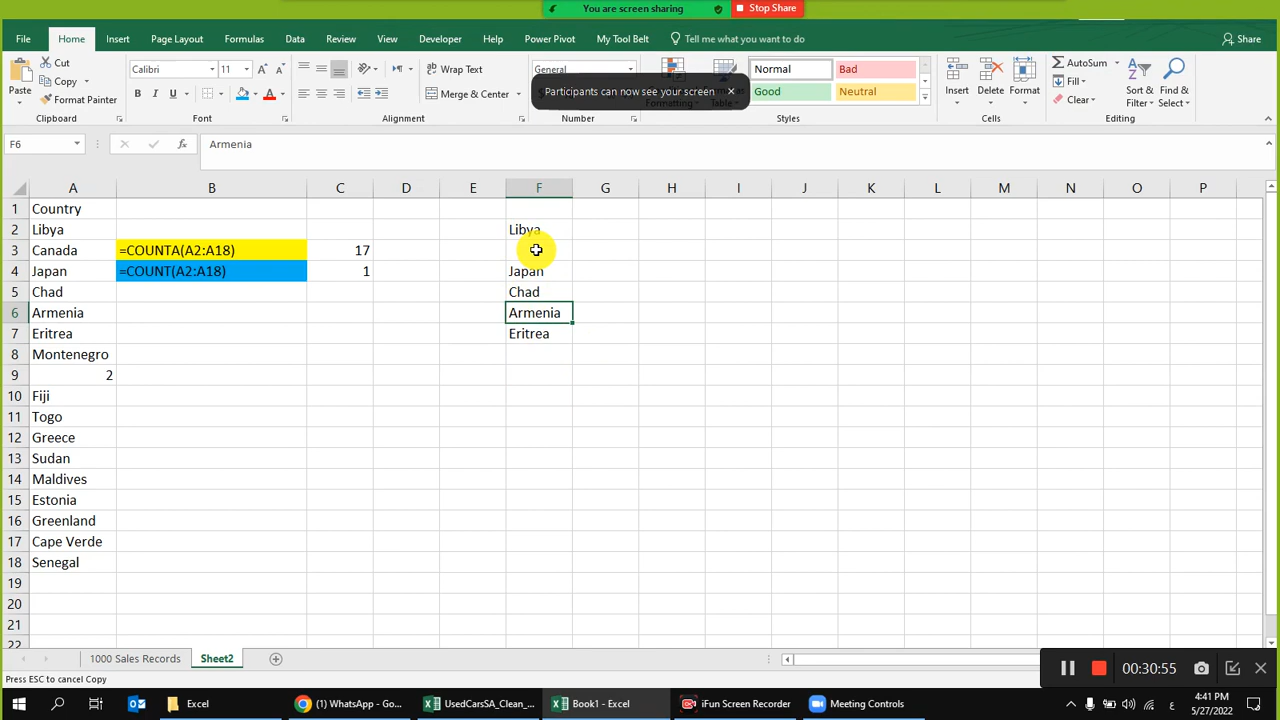 You are screen sharing
Stop Share
File Home Insert Page Layout Formulas Data Review View Developer Help Power Pivot My Tool Belt Tell me what you want to do Share
Paste
Cut
Copy
Format Painter
Clipboard
Calibri 11
B I U
Font
Wrap Text
Merge & Center
Alignment
General
Number
Participants can now see your screen
Formatting
Table
Normal Bad
Good Neutral
Styles
Insert Delete Format
Cells
AutoSum
Fill
Clear
Sort & Filter
Find & Select
Editing
F6 fx Armenia
A B C D E F G H I J K L M N O P
1 Country
2 Libya Libya
3 Canada =COUNTA(A2:A18) 17
4 Japan =COUNT(A2:A18) 1 Japan
5 Chad Chad
6 Armenia Armenia
7 Eritrea Eritrea
8 Montenegro
9 2
10 Fiji
11 Togo
12 Greece
13 Sudan
14 Maldives
15 Estonia
16 Greenland
17 Cape Verde
18 Senegal
19
20
21
22
1000 Sales Records Sheet2
00:30:55
Press ESC to cancel Copy
Excel (1) WhatsApp - Go... UsedCarsSA_Clean_... Book1 - Excel iFun Screen Recorder Meeting Controls
ع
4:41 PM
5/27/2022
6